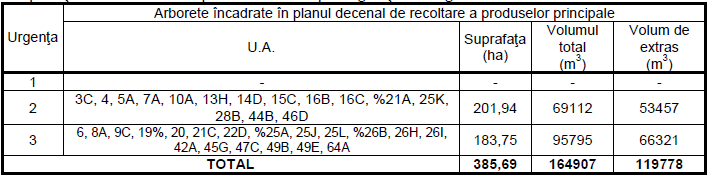 Arborete încadrate în planul decenal de recoltare a produselor principale
Urgenţa
U.A.
Suprafaţa (ha)
Volumul total (m³)
Volum de extras (m³)
1 - - - -
2 3C, 4, 5A, 7A, 10A, 13H, 14D, 15C, 16B, 16C, %21A, 25K, 28B, 44B, 46D 201,94 69112 53457
3 6, 8A, 9C, 19%, 20, 21C, 22D, %25A, 25J, 25L, %26B, 26H, 26I, 42A, 45G, 47C, 49B, 49E, 64A 183,75 95795 66321
TOTAL 385,69 164907 119778